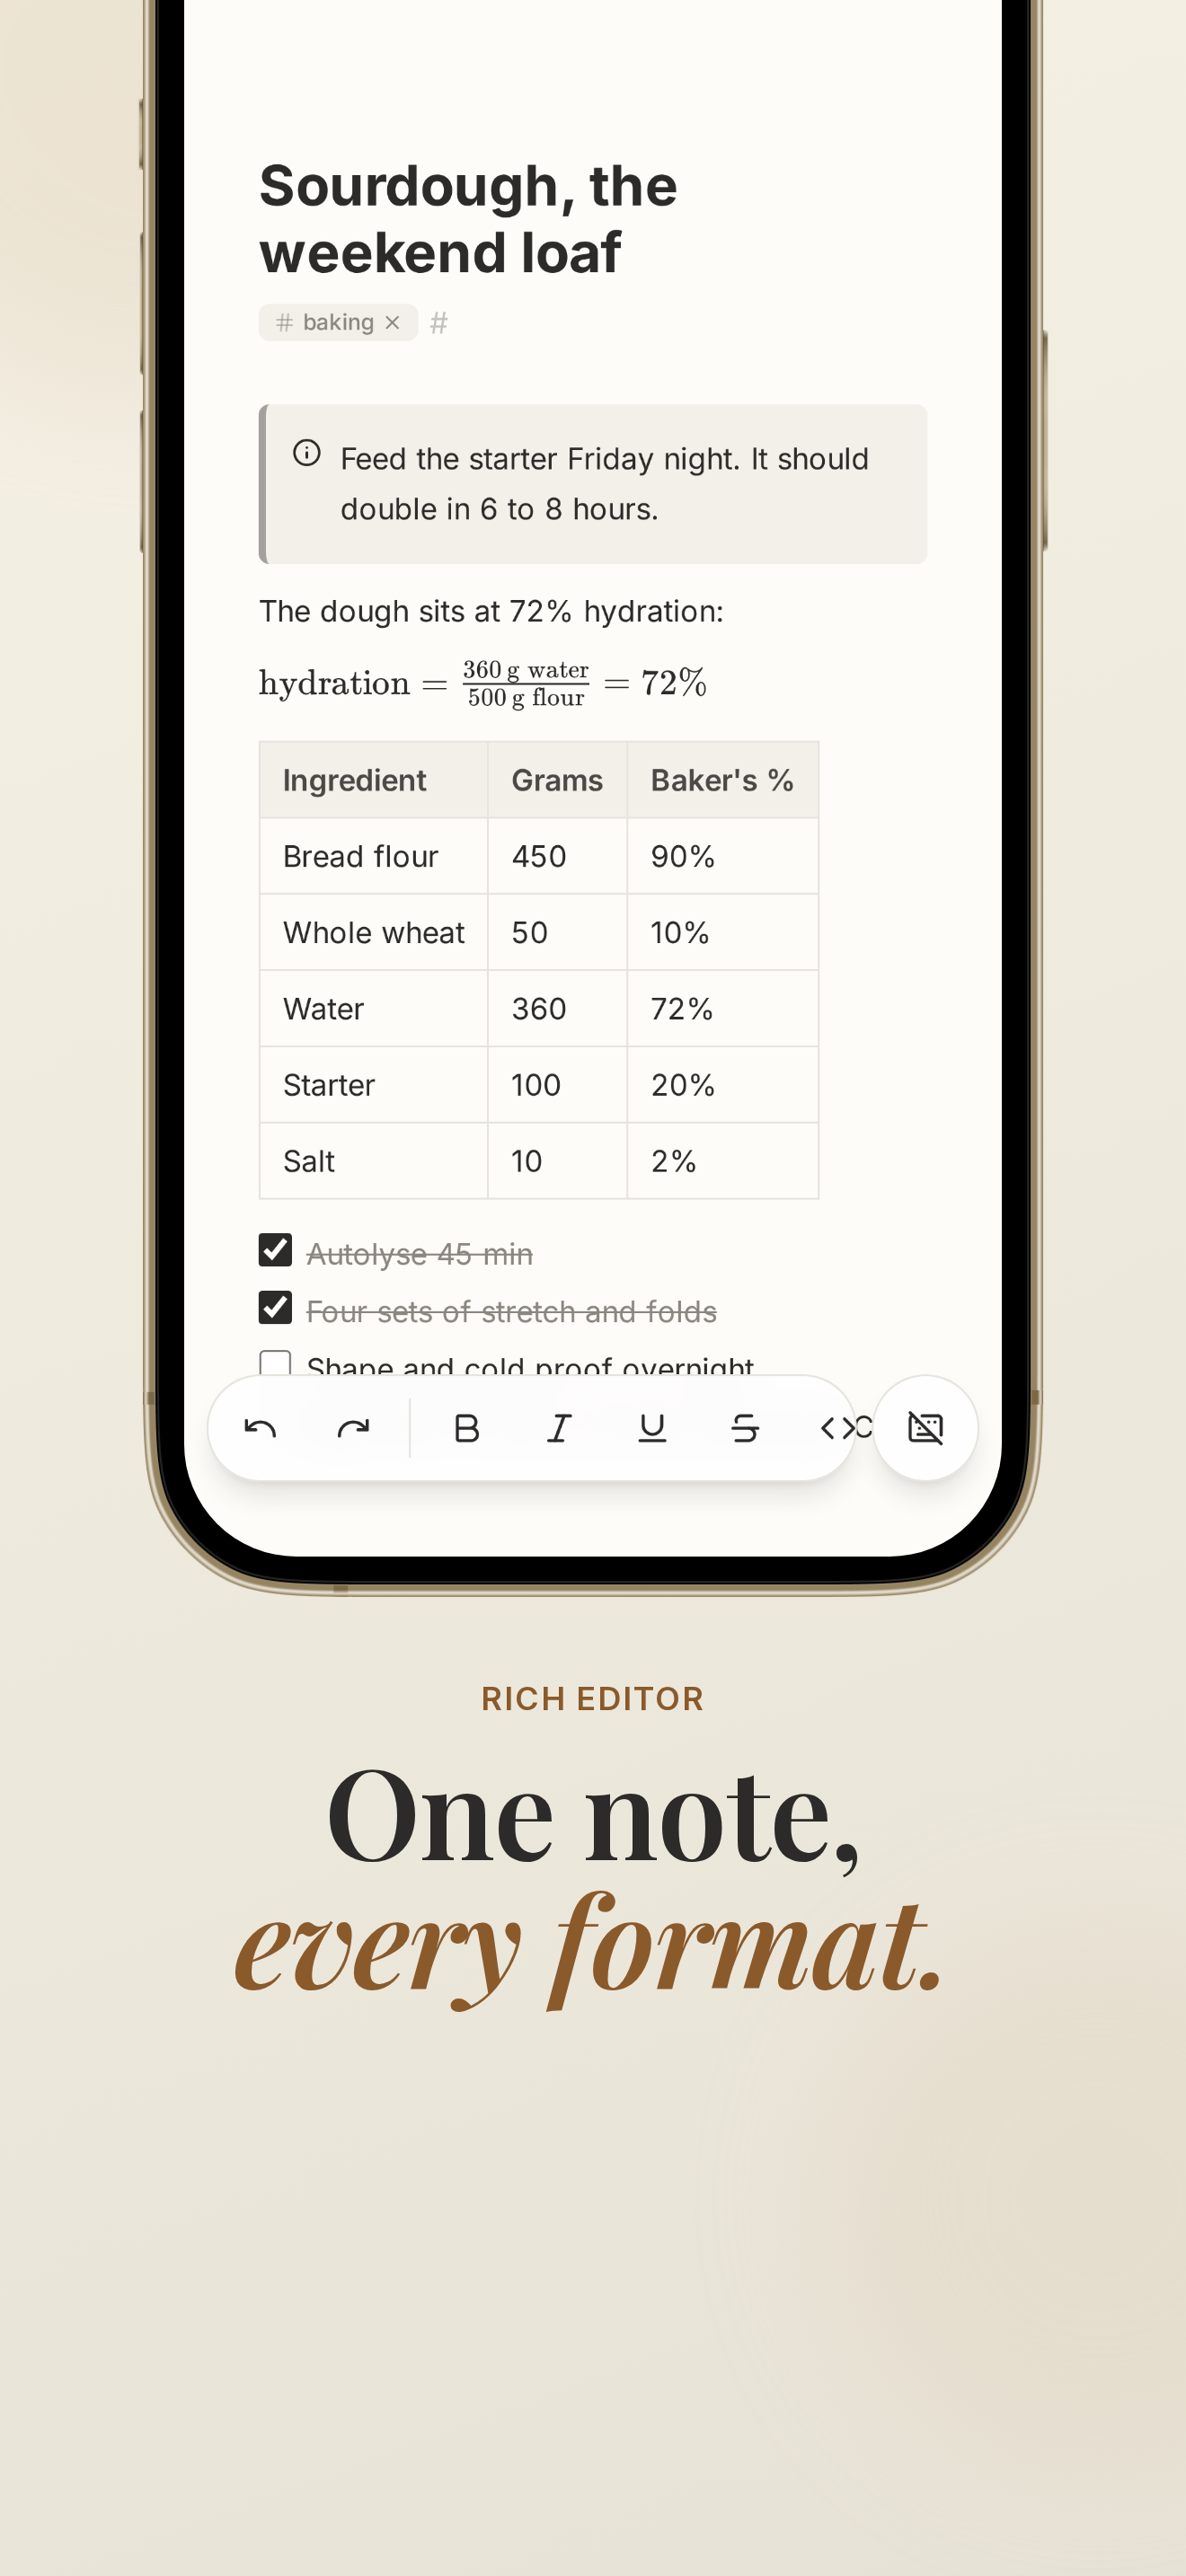 Sourdough, the
weekend loaf
# baking × #
Feed the starter Friday night. It should
double in 6 to 8 hours.
The dough sits at 72% hydration:
hydration = 360 g water / 500 g flour = 72%
Ingredient Grams Baker's %
Bread flour 450 90%
Whole wheat 50 10%
Water 360 72%
Starter 100 20%
Salt 10 2%
Autolyse 45 min
Four sets of stretch and folds
Shape and cold proof overnight
B I U S <>
RICH EDITOR
One note,
every format.